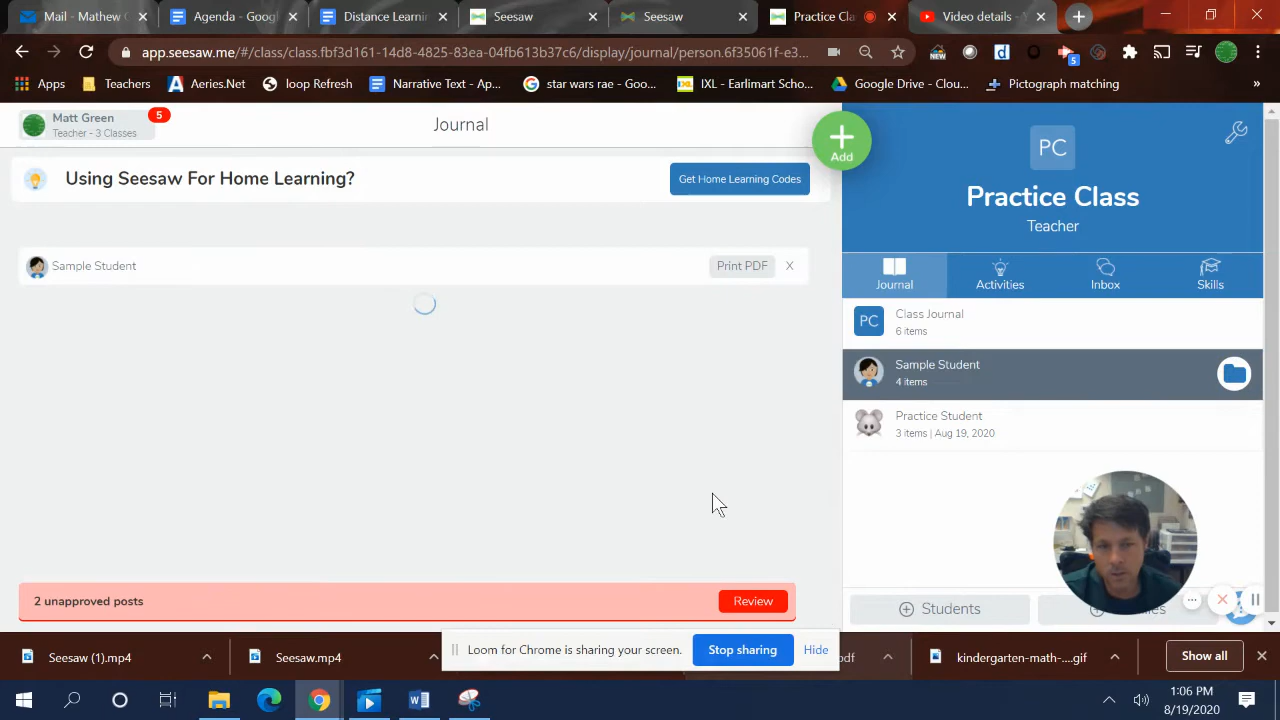 Mail - Mathew C
Agenda - Googl
Distance Learnin
Seesaw
Seesaw
Practice Cla
Video details - Y
app.seesaw.me/#/class/class.fbf3d161-14d8-4825-83ea-04fb613b37c6/display/journal/person.6f35061f-e3...
NEW
5
Apps
Teachers
Aeries.Net
loop Refresh
Narrative Text - Ap...
star wars rae - Goo...
IXL - Earlimart Scho...
Google Drive - Clou...
Pictograph matching
»
Matt Green
Teacher - 3 Classes
5
Journal
Add
Using Seesaw For Home Learning?
Get Home Learning Codes
Sample Student
Print PDF
X
PC
Practice Class
Teacher
Journal
Activities
Inbox
Skills
PC
Class Journal
6 items
Sample Student
4 items
Practice Student
3 items | Aug 19, 2020
2 unapproved posts
Review
Students
Loom for Chrome is sharing your screen.
Stop sharing
Hide
Seesaw (1).mp4
Seesaw.mp4
kindergarten-math-....gif
Show all
1:06 PM
8/19/2020